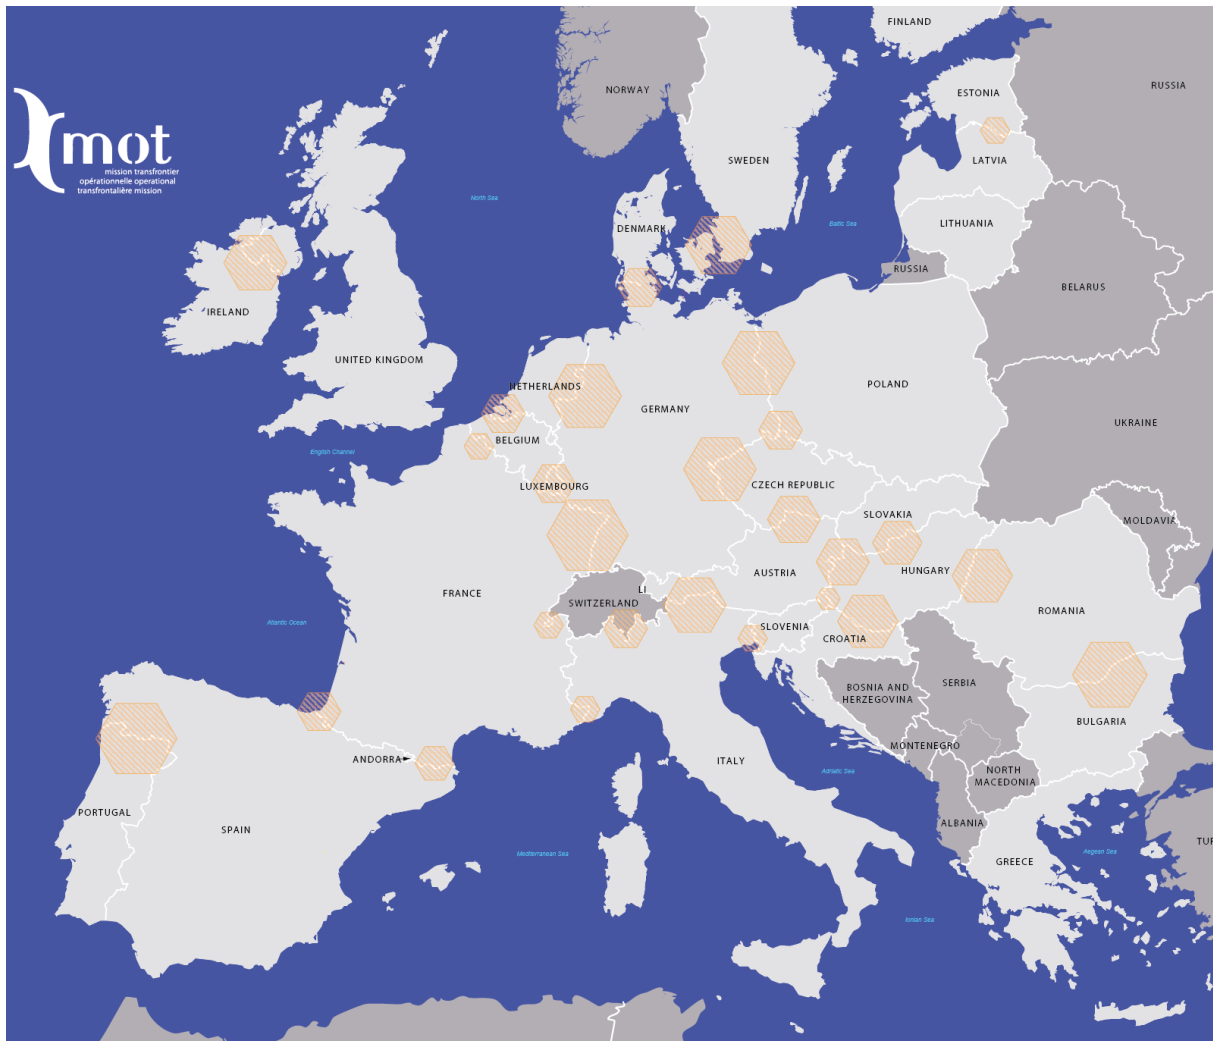 FINLAND
NORWAY
RUSSIA
ESTONIA
mot
mission transfrontier
opérationnelle operational
transfrontalière mission
SWEDEN
LATVIA
North Sea
DENMARK
Baltic Sea
LITHUANIA
RUSSIA
BELARUS
IRELAND
UNITED KINGDOM
HETHERLANDS
POLAND
GERMANY
UKRAINE
BELGIUM
English Channel
LUXEMBOURG
CZECH REPUBLIC
SLOVAKIA
MOLDAVIA
AUSTRIA
HUNGARY
LI
FRANCE
SWITZERLAND
ROMANIA
Atlantic Ocean
SLOVENIA
CROATIA
SERBIA
BOSNIA AND
HERZEGOVINA
BULGARIA
MONTENEGRO
ANDORRA
ITALY
Adriatic Sea
NORTH
MACEDONIA
PORTUGAL
SPAIN
ALBANIA
TUR
Mediterranean Sea
Aegean Sea
GREECE
Ionian Sea